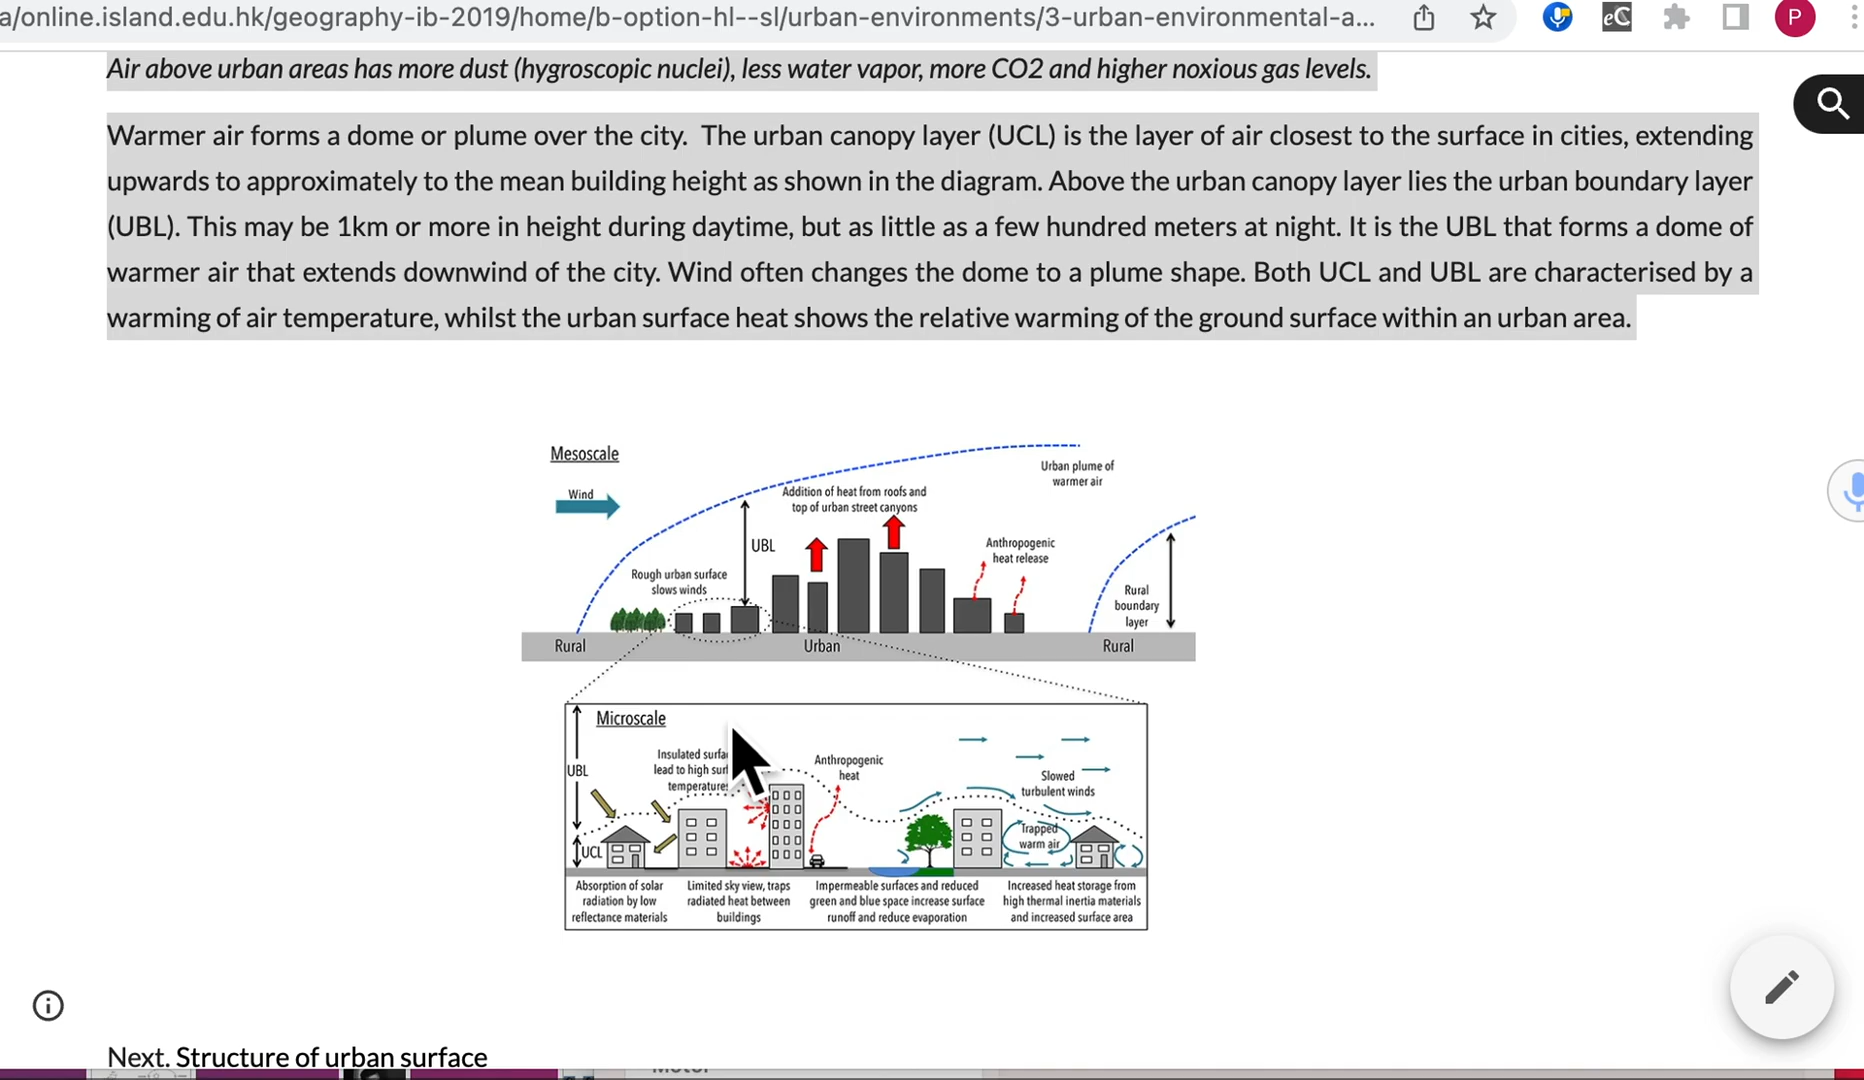 a/online.island.edu.hk/geography-ib-2019/home/b-option-hl--sl/urban-environments/3-urban-environmental-a...
eC
P
Air above urban areas has more dust (hygroscopic nuclei), less water vapor, more CO2 and higher noxious gas levels.
Warmer air forms a dome or plume over the city. The urban canopy layer (UCL) is the layer of air closest to the surface in cities, extending
upwards to approximately to the mean building height as shown in the diagram. Above the urban canopy layer lies the urban boundary layer
(UBL). This may be 1km or more in height during daytime, but as little as a few hundred meters at night. It is the UBL that forms a dome of
warmer air that extends downwind of the city. Wind often changes the dome to a plume shape. Both UCL and UBL are characterised by a
warming of air temperature, whilst the urban surface heat shows the relative warming of the ground surface within an urban area.
Mesoscale
Wind
Urban plume of
warmer air
Addition of heat from roofs and
top of urban street canyons
UBL
Anthropogenic
heat release
Rough urban surface
slows winds
Rural
boundary
layer
Rural
Urban
Rural
Microscale
UBL
UCL
Insulated surfa
lead to high sur
temperature
Anthropogenic
heat
Slowed
turbulent winds
Trapped
warm air
Absorption of solar
radiation by low
reflectance materials
Limited sky view, traps
radiated heat between
buildings
Impermeable surfaces and reduced
green and blue space increase surface
runoff and reduce evaporation
Increased heat storage from
high thermal inertia materials
and increased surface area
Next. Structure of urban surface